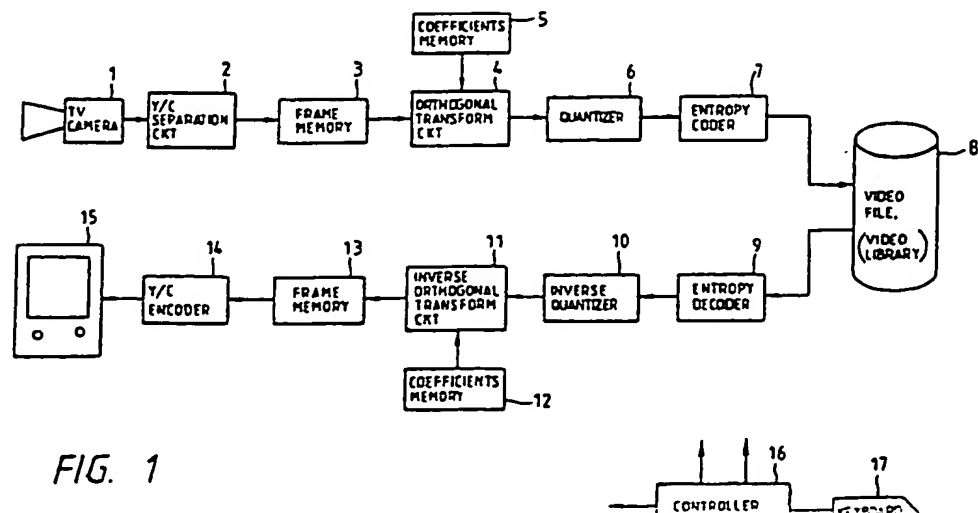 COEFFICIENTS
MEMORY
5
1
2
3
4
6
7
TV
CAMERA
Y/C
SEPARATION
CKT
FRAME
MEMORY
ORTHOGONAL
TRANSFORM
CKT
QUANTIZER
ENTROPY
CODER
8
VIDEO
FILE,
(VIDEO
LIBRARY)
15
14
13
11
10
9
Y/C
ENCODER
FRAME
MEMORY
INVERSE
ORTHOGONAL
TRANSFORM
CKT
INVERSE
QUANTIZER
ENTROPY
DECODER
COEFFICIENTS
MEMORY
12
FIG. 1
16
17
CONTROLLER
KEYBOARD